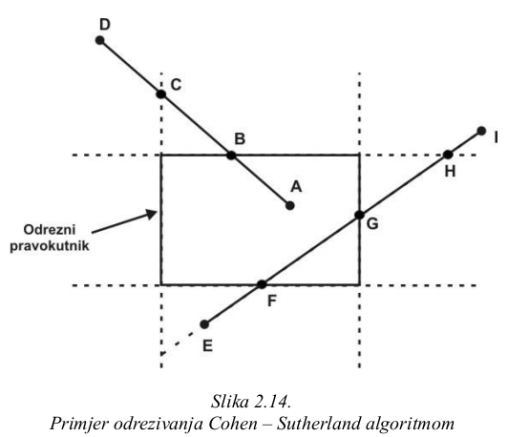 D
C
B
A
I
H
G
Odrezni
pravokutnik
F
E
Slika 2.14.
Primjer odrezivanja Cohen – Sutherland algoritmom